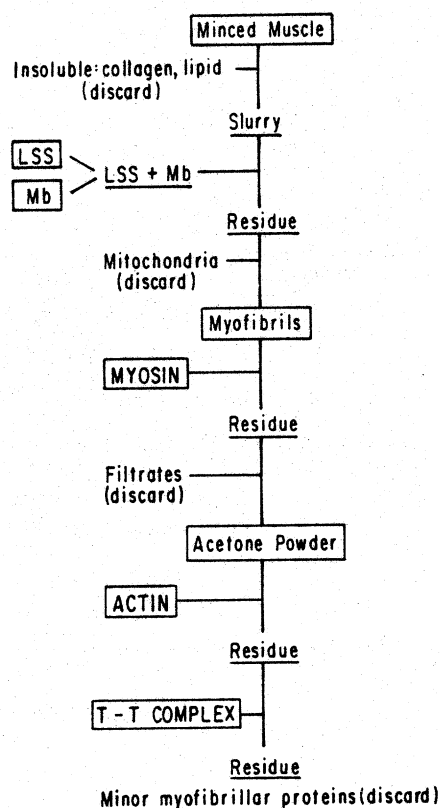 Minced Muscle
Insoluble: collagen, lipid
(discard)
Slurry
LSS
Mb
LSS + Mb
Residue
Mitochondria
(discard)
Myofibrils
MYOSIN
Residue
Filtrates
(discard)
Acetone Powder
ACTIN
Residue
T-T COMPLEX
Residue
Minor myofibrillar proteins (discard)